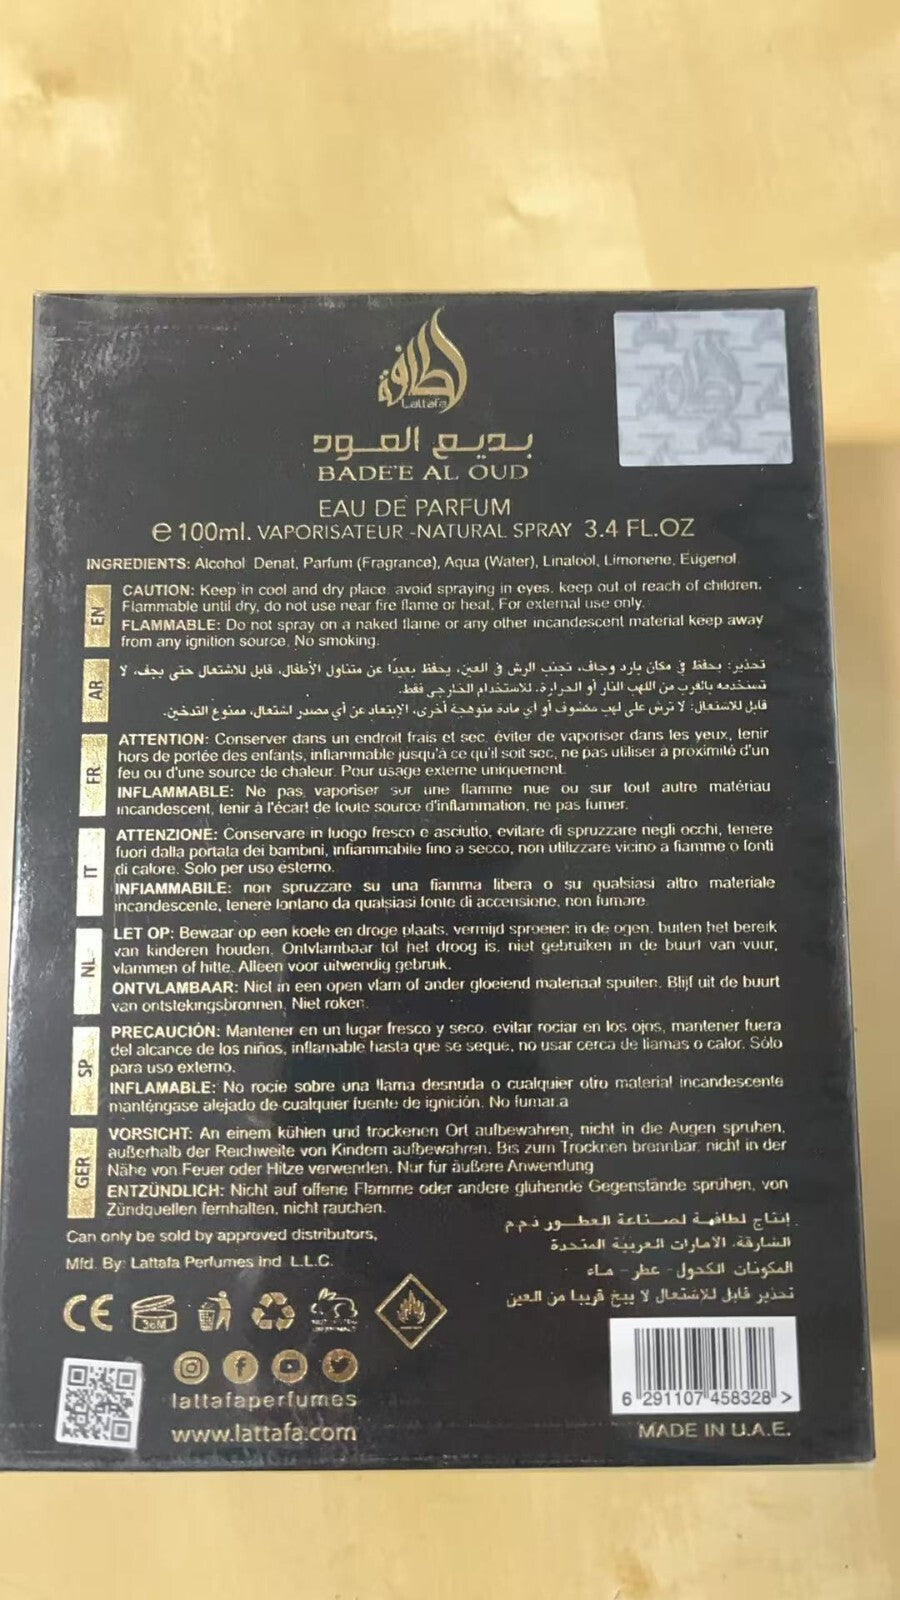 لطافة
Lattafa
بديع العود
BADE'E AL OUD
EAU DE PARFUM
℮ 100ml. VAPORISATEUR -NATURAL SPRAY 3.4 FL.OZ
INGREDIENTS: Alcohol Denat, Parfum (Fragrance), Aqua (Water), Linalool, Limonene, Eugenol.
EN
CAUTION: Keep in cool and dry place, avoid spraying in eyes, keep out of reach of children.
Flammable until dry, do not use near fire flame or heat. For external use only.
FLAMMABLE: Do not spray on a naked flame or any other incandescent material keep away
from any ignition source. No smoking.
AR
تحذير: يحفظ في مكان بارد وجاف، تجنب الرش في العين، يحفظ بعيدًا عن متناول الأطفال، قابل للاشتعال حتى يجف، لا
تستخدمه بالقرب من اللهب النار أو الحرارة. للاستخدام الخارجي فقط.
قابل للاشتعال: لا ترش على لهب مكشوف أو أي مادة متوهجة أخرى، الإبتعاد عن أي مصدر اشتعال، ممنوع التدخين.
FR
ATTENTION: Conserver dans un endroit frais et sec, éviter de vaporiser dans les yeux, tenir
hors de portée des enfants, inflammable jusqu'à ce qu'il soit sec, ne pas utiliser à proximité d'un
feu ou d'une source de chaleur. Pour usage externe uniquement.
INFLAMMABLE: Ne pas vaporiser sur une flamme nue ou sur tout autre matériau
incandescent, tenir à l'écart de toute source d'inflammation, ne pas fumer.
IT
ATTENZIONE: Conservare in luogo fresco e asciutto, evitare di spruzzare negli occhi, tenere
fuori dalla portata dei bambini, infiammabile fino a secco, non utilizzare vicino a fiamme o fonti
di calore. Solo per uso esterno.
INFIAMMABILE: non spruzzare su una fiamma libera o su qualsiasi altro materiale
incandescente, tenere lontano da qualsiasi fonte di accensione, non fumare.
NL
LET OP: Bewaar op een koele en droge plaats, vermijd sproeien in de ogen, buiten het bereik
van kinderen houden. Ontvlambaar tot het droog is, niet gebruiken in de buurt van vuur,
vlammen of hitte. Alleen voor uitwendig gebruik.
ONTVLAMBAAR: Niet in een open vlam of ander gloeiend materiaal spuiten. Blijf uit de buurt
van ontstekingsbronnen. Niet roken.
SP
PRECAUCIÓN: Mantener en un lugar fresco y seco, evitar rociar en los ojos, mantener fuera
del alcance de los niños, inflamable hasta que se seque, no usar cerca de llamas o calor. Sólo
para uso externo.
INFLAMABLE: No rocíe sobre una llama desnuda o cualquier otro material incandescente
manténgase alejado de cualquier fuente de ignición. No fumar.a
GER
VORSICHT: An einem kühlen und trockenen Ort aufbewahren, nicht in die Augen spruhen,
außerhalb der Reichweite von Kindern aufbewahren. Bis zum Trocknen brennbar, nicht in der
Nähe von Feuer oder Hitze verwenden. Nur für äußere Anwendung
ENTZÜNDLICH: Nicht auf offene Flamme oder andere glühende Gegenstände sprühen, von
Zündquellen fernhalten, nicht rauchen.
Can only be sold by approved distributors,
Mfd. By: Lattafa Perfumes Ind. L.L.C.
إنتاج لطافة لصناعة العطور ذ.م.م
الشارقة، الامارات العربية المتحدة
المكونات الكحول - عطر - ماء
تحذير قابل للاشتعال لا يبخ قريبا من العين
CE
36M
lattafaperfumes
www.lattafa.com
6 291107 458328 >
MADE IN U.A.E.